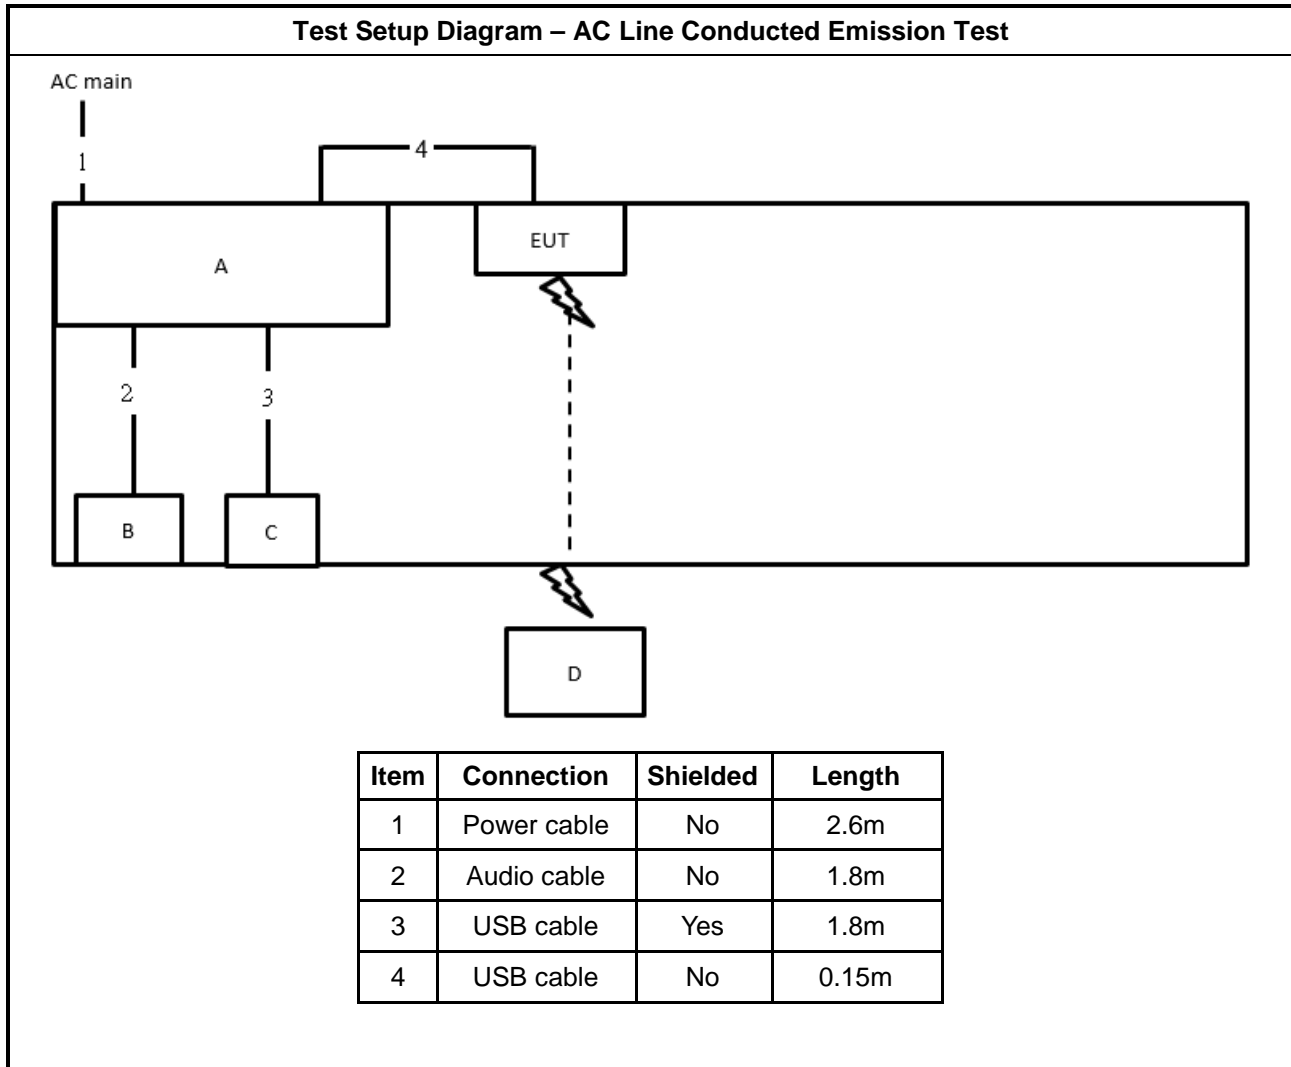 Test Setup Diagram – AC Line Conducted Emission Test
AC main
1
4
EUT
A
2
3
B
C
D
Item Connection Shielded Length
1 Power cable No 2.6m
2 Audio cable No 1.8m
3 USB cable Yes 1.8m
4 USB cable No 0.15m